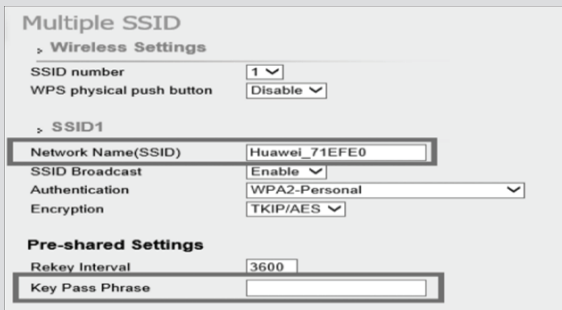 Multiple SSID
Wireless Settings
SSID number 1
WPS physical push button Disable
SSID1
Network Name(SSID) Huawei_71EFE0
SSID Broadcast Enable
Authentication WPA2-Personal
Encryption TKIP/AES
Pre-shared Settings
Rekey Interval 3600
Key Pass Phrase